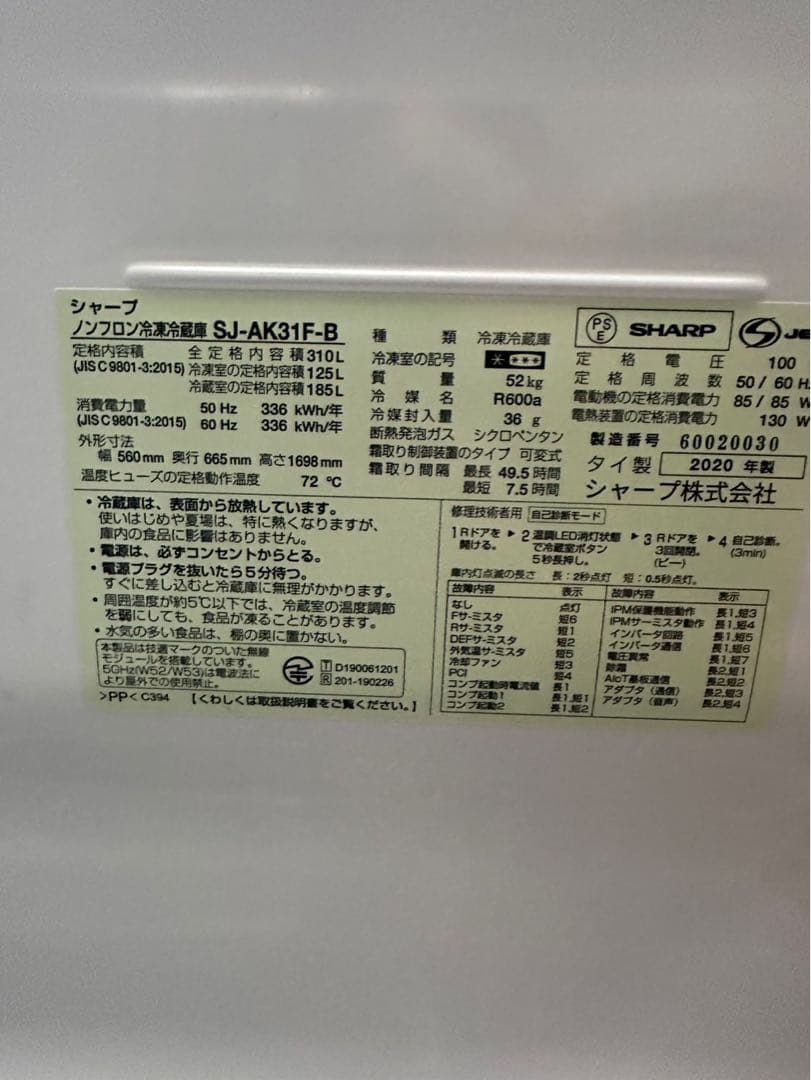 シャープ
ノンフロン冷凍冷蔵庫 SJ-AK31F-B
定格内容積 全定格内容積 310L
(JIS C 9801-3:2015) 冷凍室の定格内容積 125L
冷蔵室の定格内容積 185L
消費電力量 50 Hz 336 kWh/年
(JIS C 9801-3:2015) 60 Hz 336 kWh/年
外形寸法
幅 560mm 奥行 665mm 高さ 1698mm
温度ヒューズの定格動作温度 72 ℃
種類 冷凍冷蔵庫
冷凍室の記号
質量 52kg
冷媒名 R600a
冷媒封入量 36 g
断熱発泡ガス シクロペンタン
霜取り制御装置のタイプ 可変式
霜取り間隔 最長 49.5時間
最短 7.5時間
PSE SHARP JE
定格電圧 100
定格周波数 50/60 Hz
電動機の定格消費電力 85/85 W
電熱装置の定格消費電力 130 W
製造番号 60020030
タイ製 2020 年製
シャープ株式会社
・冷蔵庫は、表面から放熱しています。
使いはじめや夏場は、特に熱くなりますが、
庫内の食品に影響はありません。
・電源は、必ずコンセントからとる。
・電源プラグを抜いたら5分待つ。
すぐに差し込むと冷蔵庫に無理がかかります。
・周囲温度が約5℃以下では、冷蔵室の温度調節
を弱にしても、食品が凍ることがあります。
・水気の多い食品は、棚の奥に置かない。
本製品は技適マークのついた無線
モジュールを搭載しています。
5GHz(W52/W53)は電波法に
より屋外での使用禁止。
T D190061201
R 201-190226
>PP< C394 【くわしくは取扱説明書をご覧ください。】
修理技術者用 自己診断モード
1 Rドアを開ける。 ▶ 2 温調LED消灯状態で冷蔵室ボタン5秒長押し。 ▶ 3 Rドアを3回開閉。(ピー) ▶ 4 自己診断。(3min)
庫内灯点滅の長さ 長：2秒点灯 短：0.5秒点灯。
故障内容 表示
なし 点灯
Fサーミスタ 短6
Rサーミスタ 短1
DEFサーミスタ 短2
外気温サーミスタ 短5
冷却ファン 短3
PCI 短4
コンプ起動時電流値 長1
コンプ起動1 長1,短1
コンプ起動2 長1,短2
故障内容 表示
IPM保護機能動作 長1,短3
IPMサーミスタ動作 長1,短4
インバータ回路 長1,短5
インバータ通信 長1,短6
電圧異常 長1,短7
除霜 長2,短1
AIoT基板通信 長2,短2
アダプタ（通信） 長2,短3
アダプタ（音声） 長2,短4